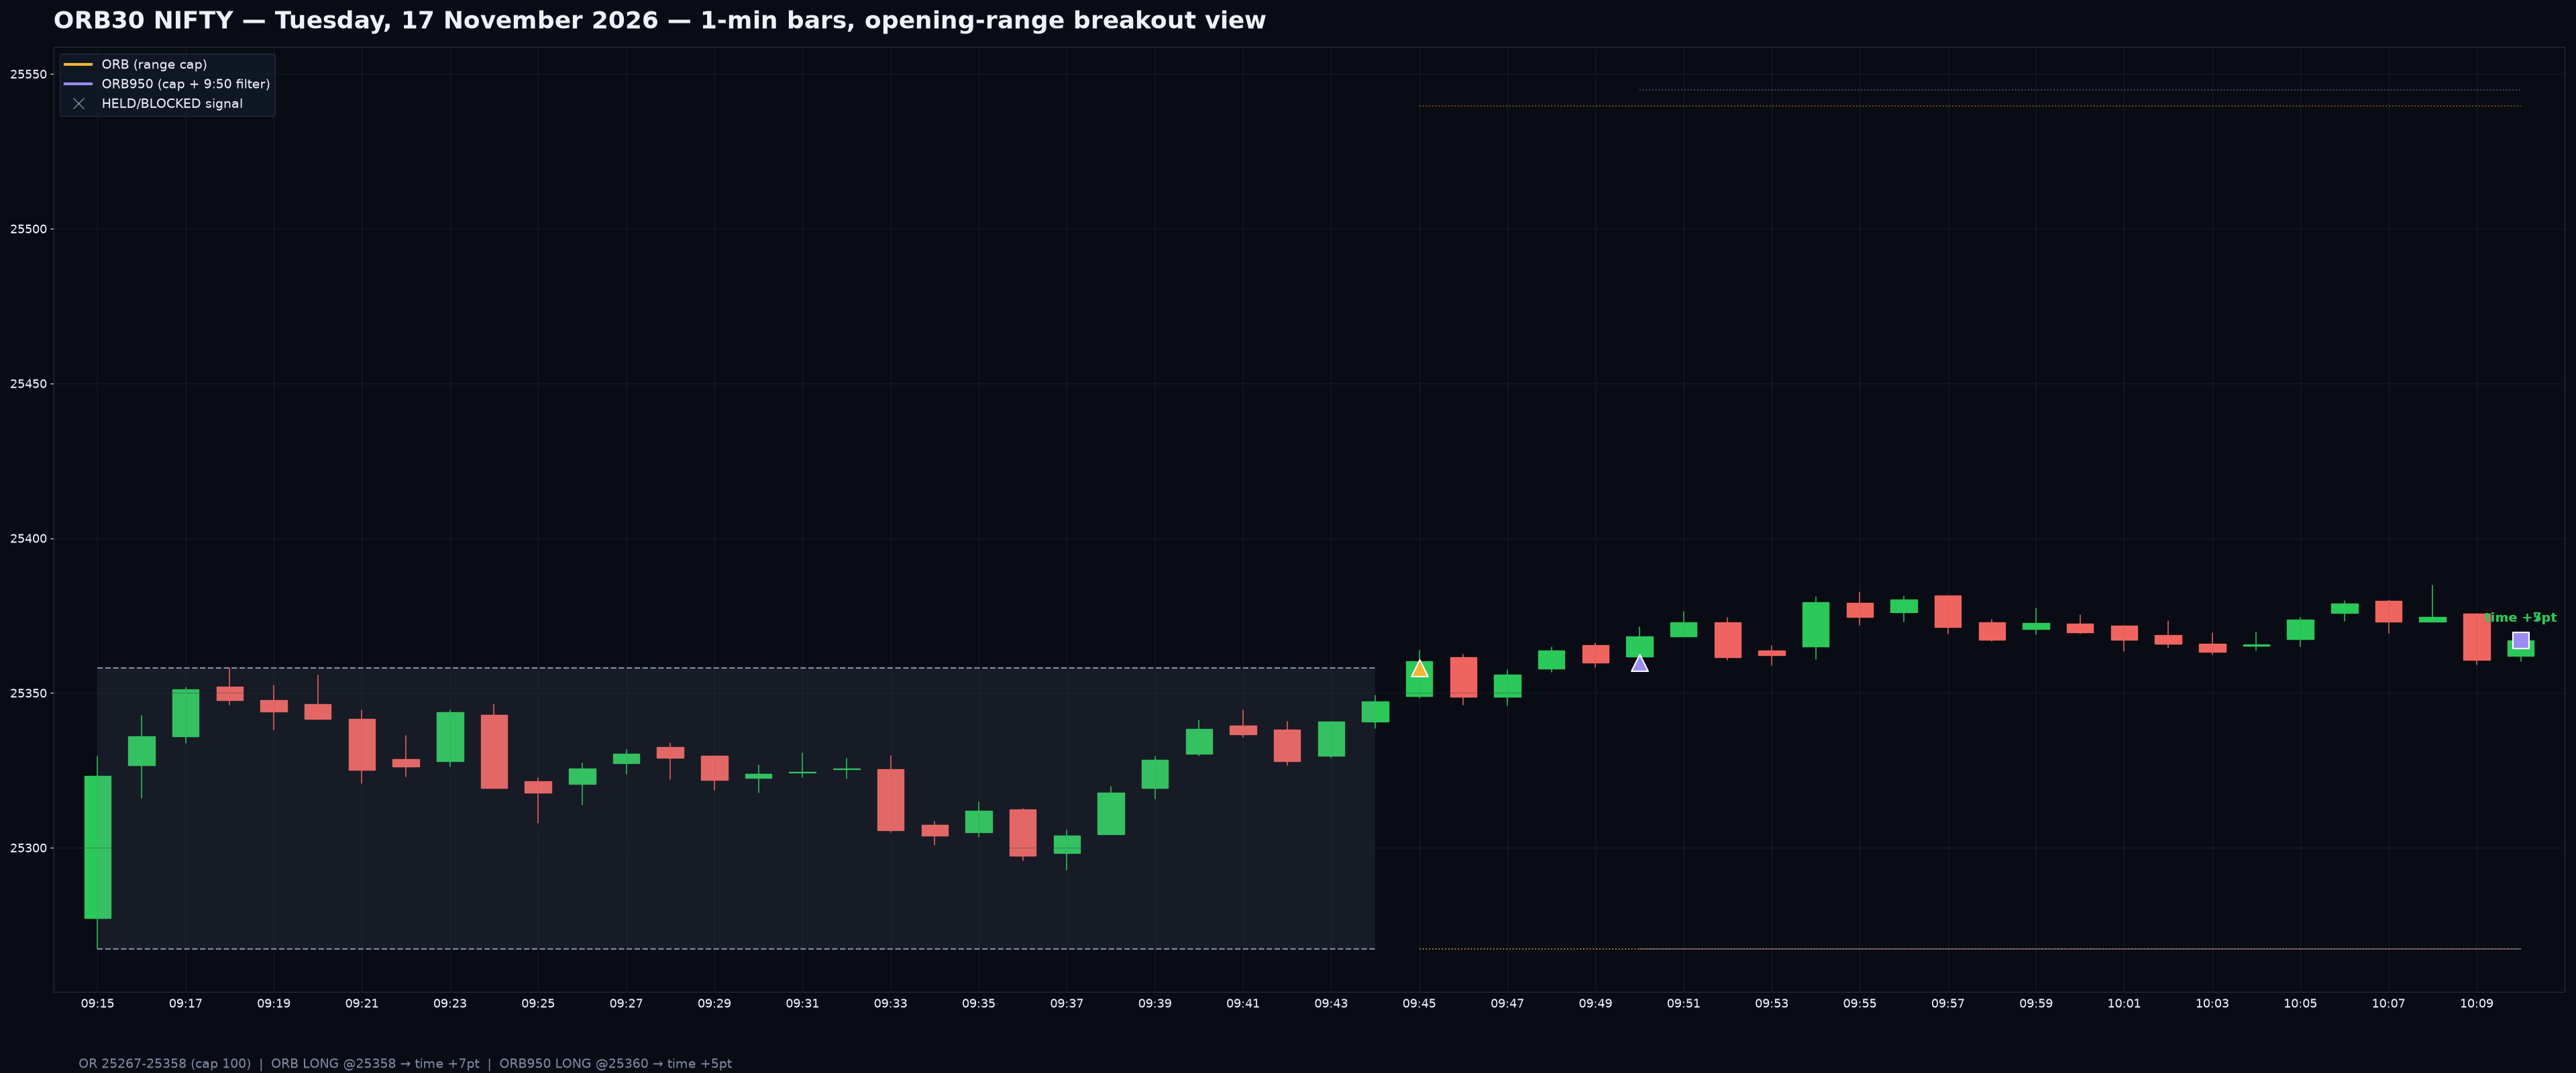 ORB30 NIFTY — Tuesday, 17 November 2026 — 1-min bars, opening-range breakout view
ORB (range cap)
ORB950 (cap + 9:50 filter)
HELD/BLOCKED signal
25550
25500
25450
25400
25350
25300
time +5pt
09:15 09:17 09:19 09:21 09:23 09:25 09:27 09:29 09:31 09:33 09:35 09:37 09:39 09:41 09:43 09:45 09:47 09:49 09:51 09:53 09:55 09:57 09:59 10:01 10:03 10:05 10:07 10:09
OR 25267-25358 (cap 100) | ORB LONG @25358 → time +7pt | ORB950 LONG @25360 → time +5pt